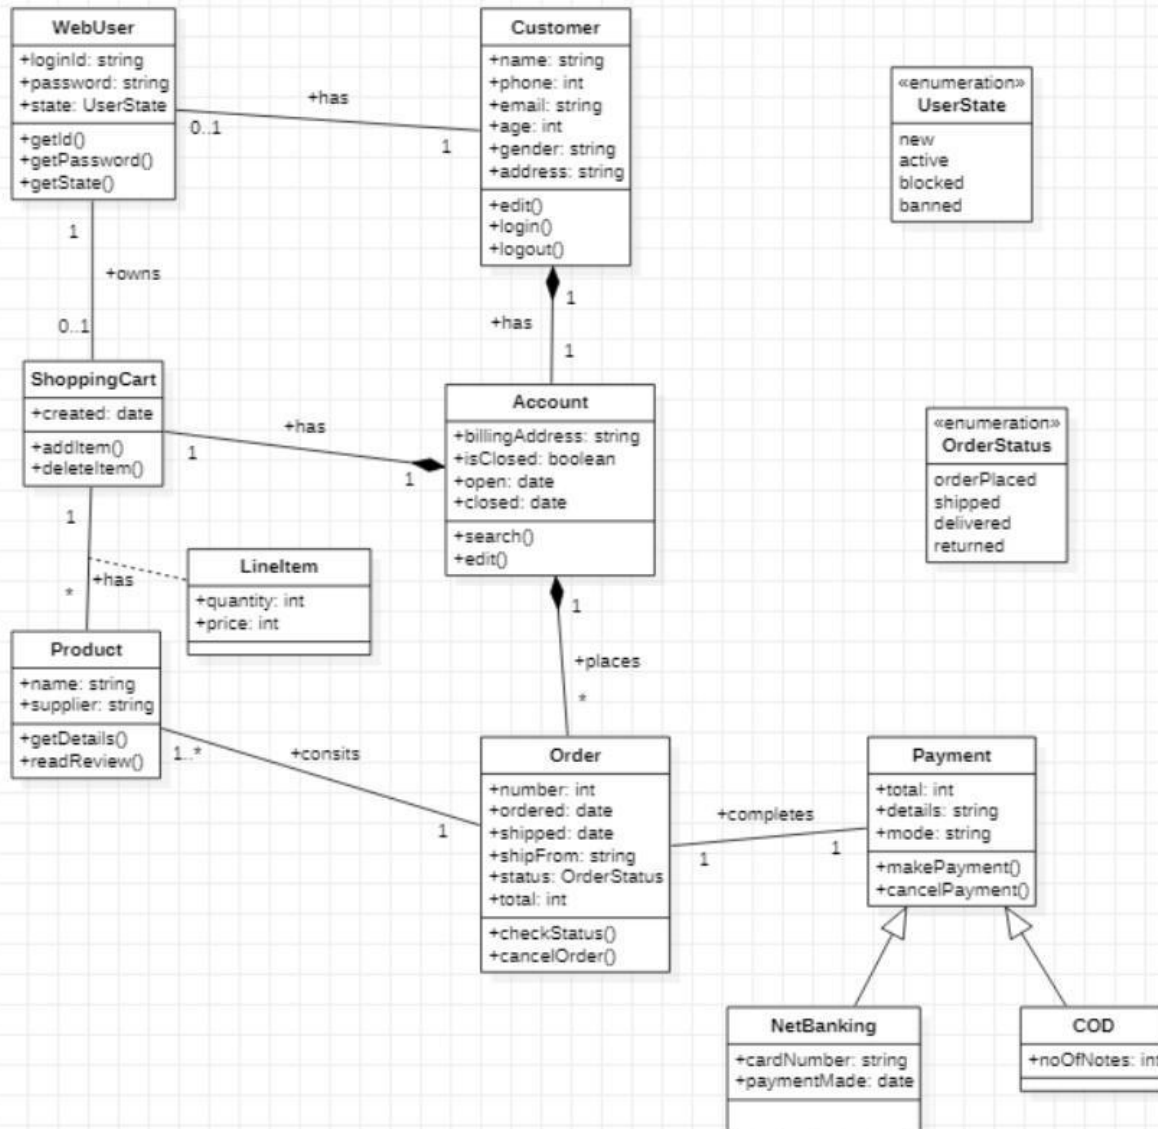 WebUser
+loginId: string
+password: string
+state: UserState
+getId()
+getPassword()
+getState()
+has
0..1
1
Customer
+name: string
+phone: int
+email: string
+age: int
+gender: string
+address: string
+edit()
+login()
+logout()
«enumeration»
UserState
new
active
blocked
banned
1
+owns
0..1
1
+has
1
ShoppingCart
+created: date
+addItem()
+deleteItem()
+has
1
1
Account
+billingAddress: string
+isClosed: boolean
+open: date
+closed: date
+search()
+edit()
«enumeration»
OrderStatus
orderPlaced
shipped
delivered
returned
1
+has
*
LineItem
+quantity: int
+price: int
1
+places
*
Product
+name: string
+supplier: string
+getDetails()
+readReview()
1..*
+consits
1
Order
+number: int
+ordered: date
+shipped: date
+shipFrom: string
+status: OrderStatus
+total: int
+checkStatus()
+cancelOrder()
+completes
1
1
Payment
+total: int
+details: string
+mode: string
+makePayment()
+cancelPayment()
NetBanking
+cardNumber: string
+paymentMade: date
COD
+noOfNotes: int